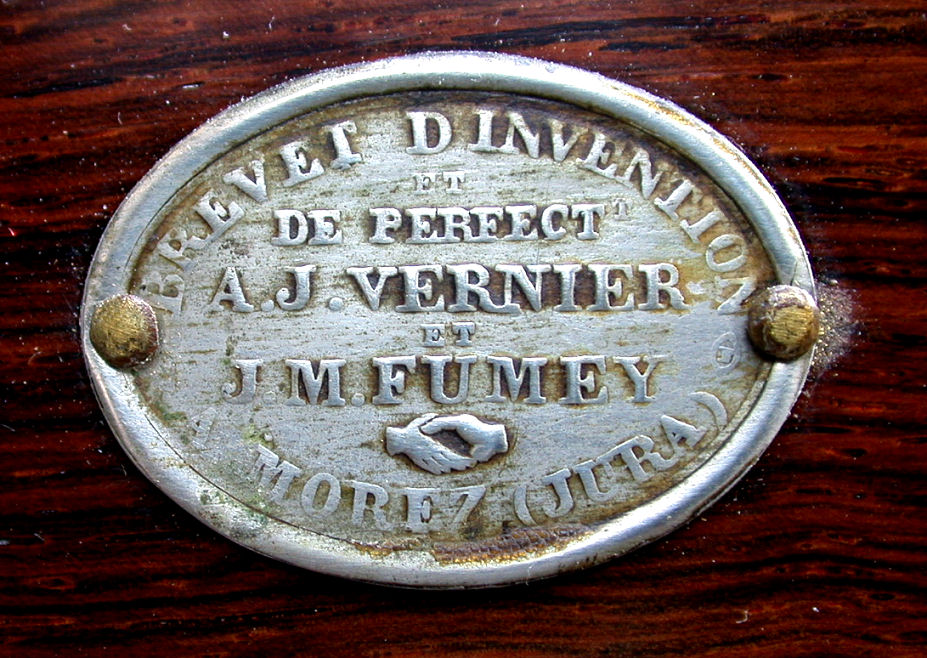 BREVET D'INVENTION
ET
DE PERFECTᵀ
A.J.VERNIER
ET
J.M.FUMEY
A MOREZ (JURA)